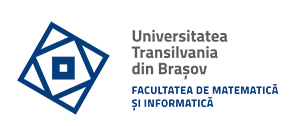 Universitatea
Transilvania
din Brașov
FACULTATEA DE MATEMATICĂ
ȘI INFORMATICĂ